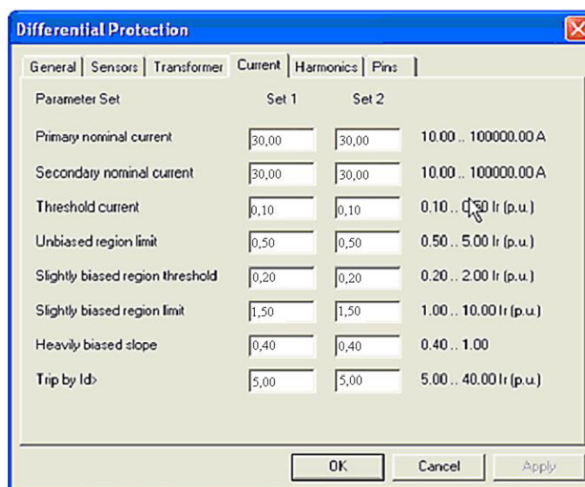 Differential Protection
General Sensors Transformer Current Harmonics Pins
Parameter Set Set 1 Set 2
Primary nominal current 30,00 30,00 10.00 .. 100000.00 A
Secondary nominal current 30,00 30,00 10.00 .. 100000.00 A
Threshold current 0,10 0,10 0.10 .. Ir (p.u.)
Unbiased region limit 0,50 0,50 0.50 .. 5.00 Ir (p.u.)
Slightly biased region threshold 0,20 0,20 0.20 .. 2.00 Ir (p.u.)
Slightly biased region limit 1,50 1,50 1.00 .. 10.00 Ir (p.u.)
Heavily biased slope 0,40 0,40 0.40 .. 1.00
Trip by Id> 5,00 5,00 5.00 .. 40.00 Ir (p.u.)
OK Cancel Apply